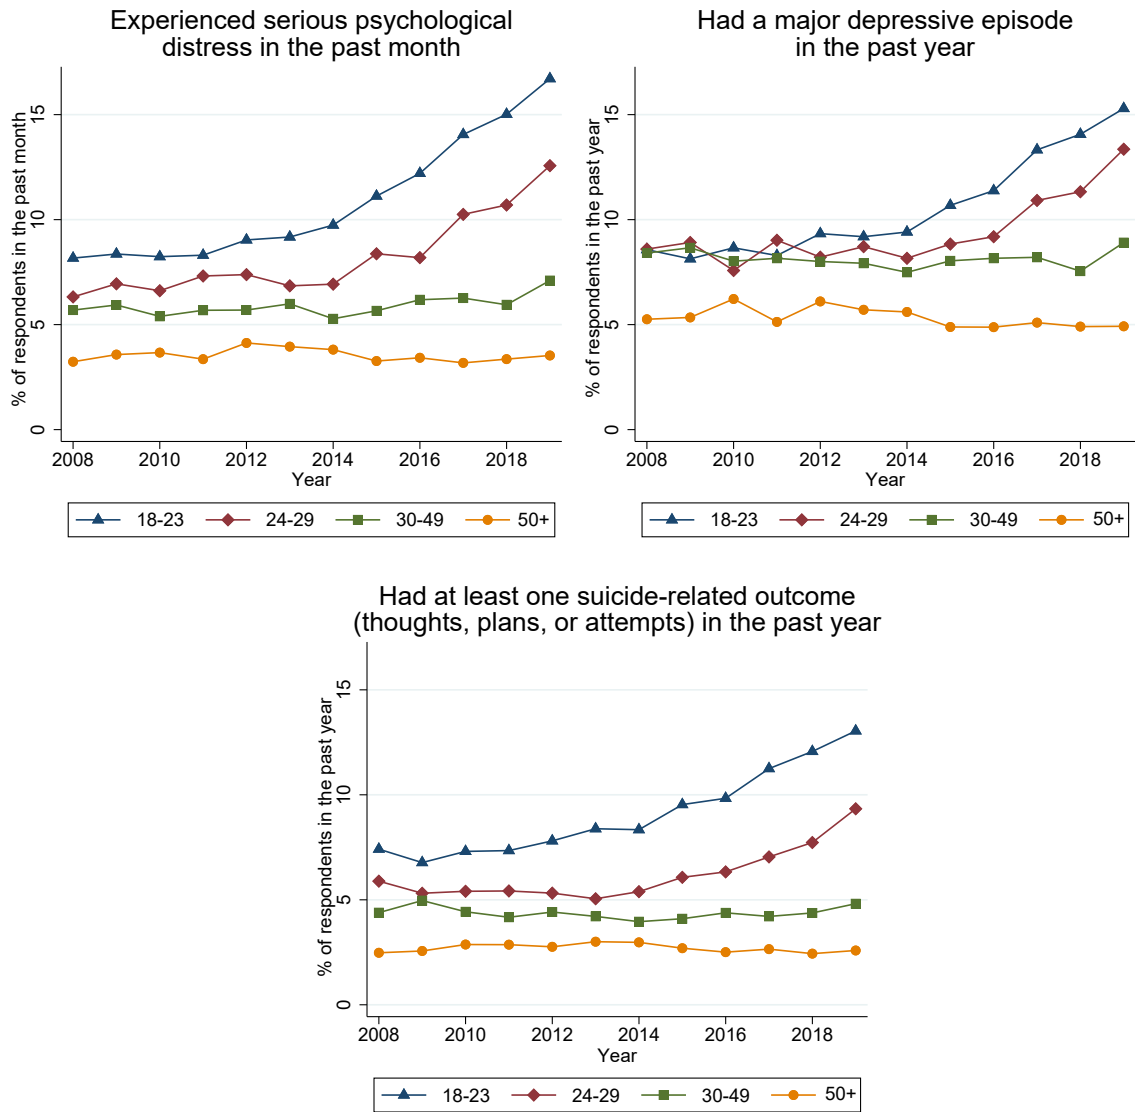 Experienced serious psychological
distress in the past month
% of respondents in the past month
15
10
5
0
2008 2010 2012 2014 2016 2018
Year
18-23 24-29 30-49 50+
Had a major depressive episode
in the past year
% of respondents in the past year
15
10
5
0
2008 2010 2012 2014 2016 2018
Year
18-23 24-29 30-49 50+
Had at least one suicide-related outcome
(thoughts, plans, or attempts) in the past year
% of respondents in the past year
15
10
5
0
2008 2010 2012 2014 2016 2018
Year
18-23 24-29 30-49 50+